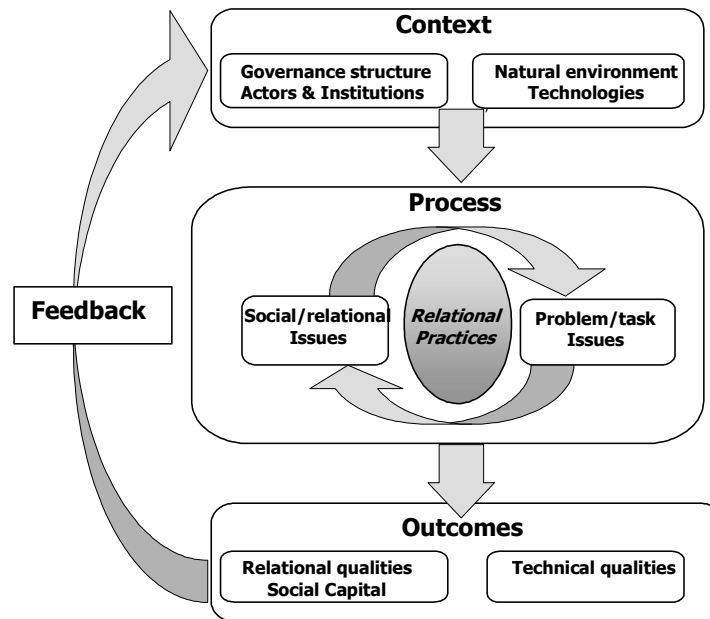 Context
Governance structure
Actors & Institutions
Natural environment
Technologies
Process
Feedback
Social/relational
Issues
Relational
Practices
Problem/task
Issues
Outcomes
Relational qualities
Social Capital
Technical qualities